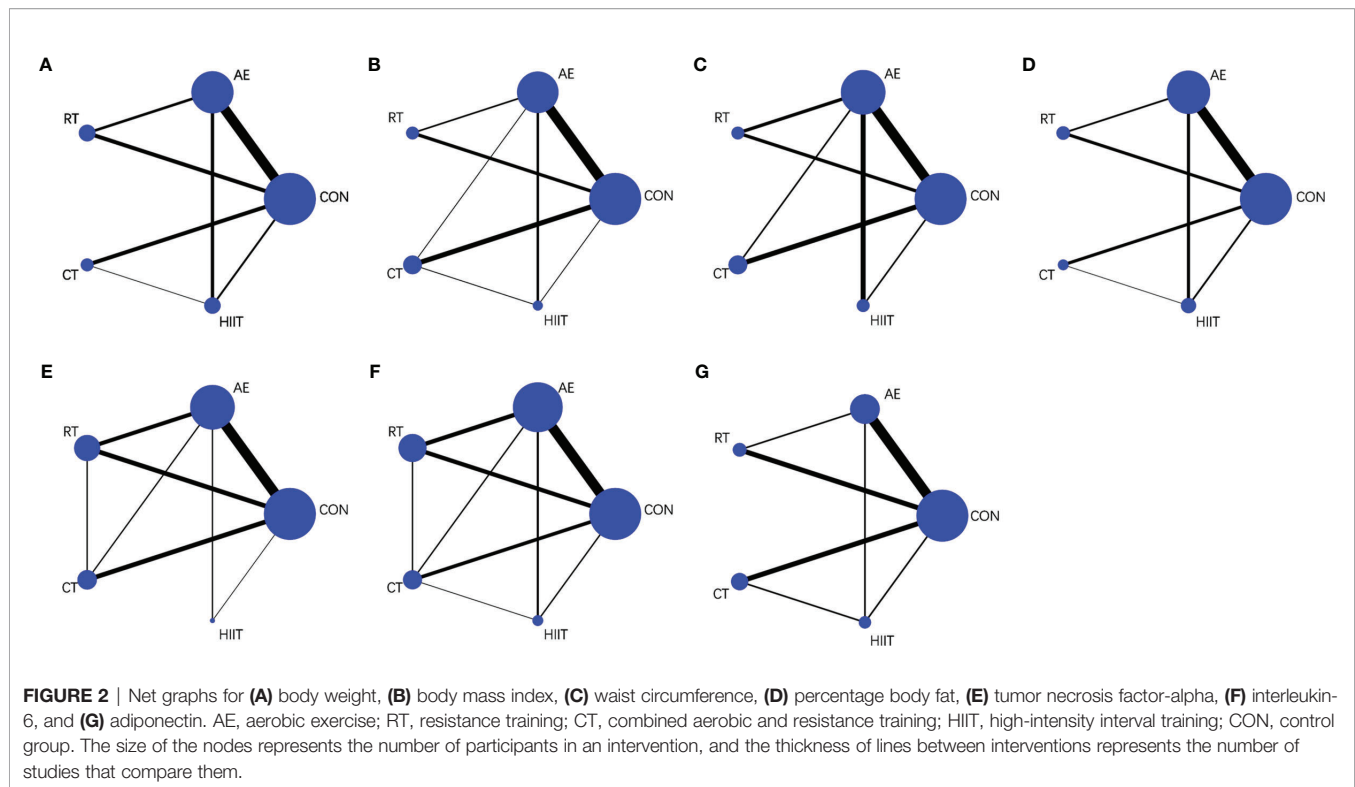 A
AE
RT
CON
CT
HIIT
B
AE
RT
CON
CT
HIIT
C
AE
RT
CON
CT
HIIT
D
AE
RT
CON
CT
HIIT
E
AE
RT
CON
CT
HIIT
F
AE
RT
CON
CT
HIIT
G
AE
RT
CON
CT
HIIT
FIGURE 2 | Net graphs for (A) body weight, (B) body mass index, (C) waist circumference, (D) percentage body fat, (E) tumor necrosis factor-alpha, (F) interleukin-
6, and (G) adiponectin. AE, aerobic exercise; RT, resistance training; CT, combined aerobic and resistance training; HIIT, high-intensity interval training; CON, control
group. The size of the nodes represents the number of participants in an intervention, and the thickness of lines between interventions represents the number of
studies that compare them.